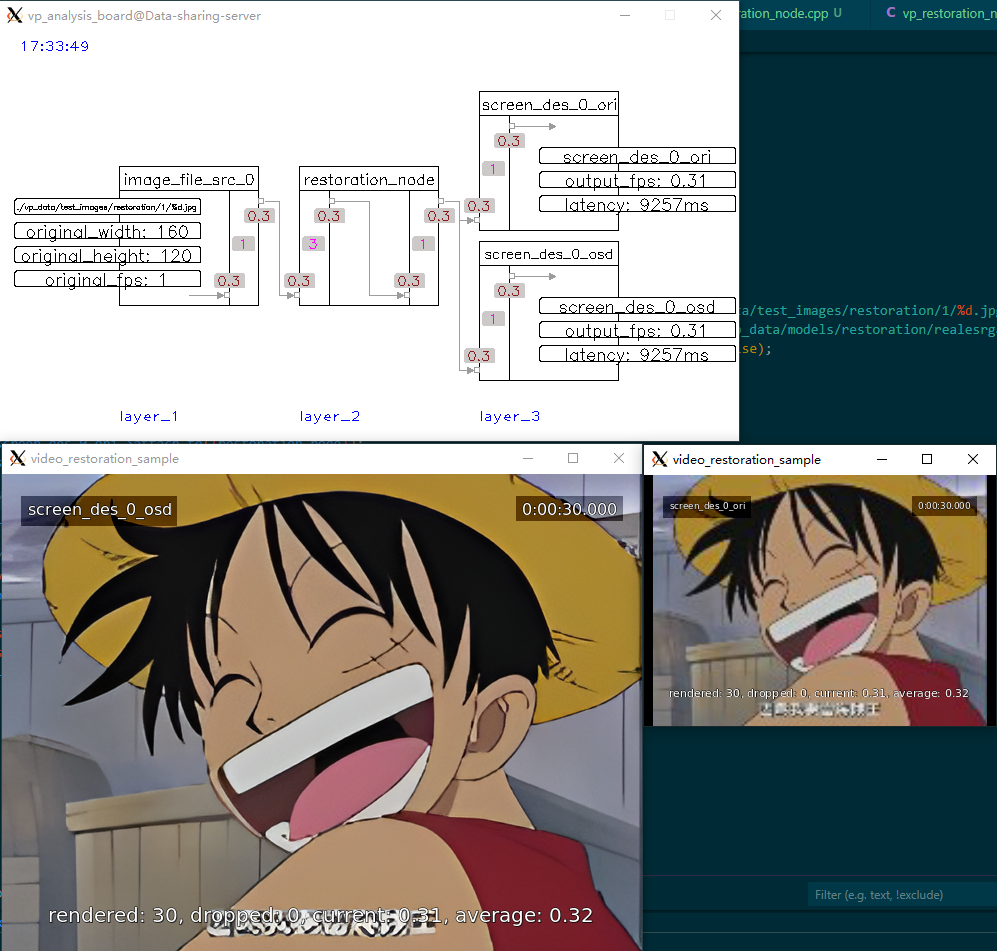 vp_analysis_board@Data-sharing-server
ration_node.cpp U
C vp_restoration_n
17:33:49
image_file_src_0
./vp_data/test_images/restoration/1/%d.jpg
original_width: 160
original_height: 120
original_fps: 1
0.3
1
0.3
restoration_node
0.3
3
0.3
0.3
1
0.3
screen_des_0_ori
0.3
1
0.3
screen_des_0_ori
output_fps: 0.31
latency: 9257ms
screen_des_0_osd
0.3
1
0.3
screen_des_0_osd
output_fps: 0.31
latency: 9257ms
layer_1
layer_2
layer_3
a/test_images/restoration/1/%d.jpg
_data/models/restoration/realesrga
se);
video_restoration_sample
screen_des_0_osd
0:00:30.000
rendered: 30, dropped: 0, current: 0.31, average: 0.32
video_restoration_sample
screen_des_0_ori
0:00:30.000
rendered: 30, dropped: 0, current: 0.31, average: 0.32
Filter (e.g. text, !exclude)